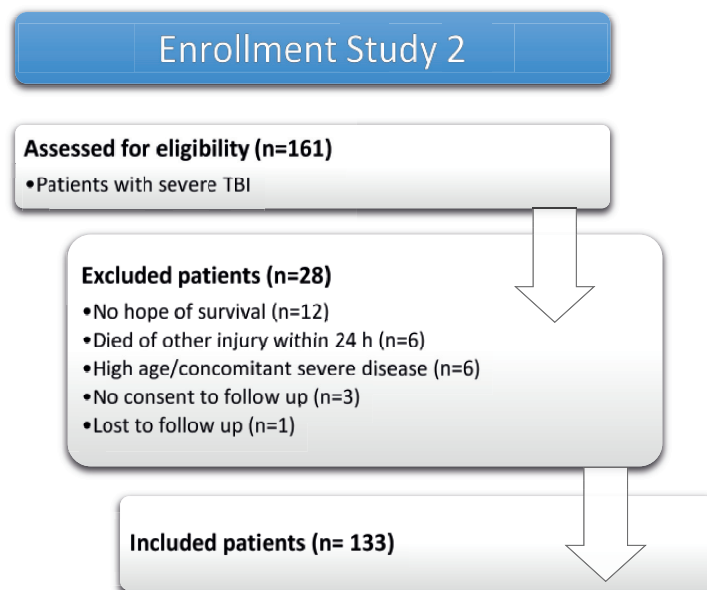 Enrollment Study 2
Assessed for eligibility (n=161)
•Patients with severe TBI
Excluded patients (n=28)
•No hope of survival (n=12)
•Died of other injury within 24 h (n=6)
•High age/concomitant severe disease (n=6)
•No consent to follow up (n=3)
•Lost to follow up (n=1)
Included patients (n= 133)